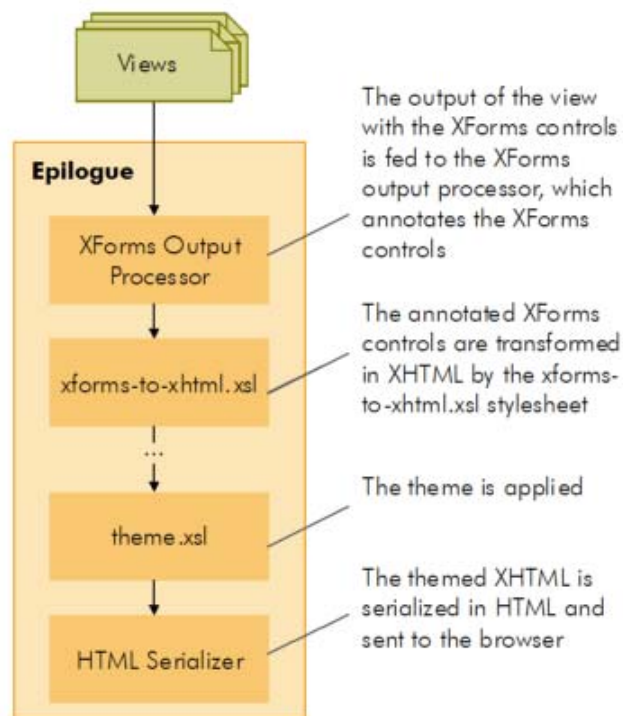 Views
The output of the view
with the XForms controls
is fed to the XForms
output processor, which
annotates the XForms
controls
Epilogue
XForms Output
Processor
The annotated XForms
controls are transformed
in XHTML by the xforms-
to-xhtml.xsl stylesheet
xforms-to-xhtml.xsl
...
The theme is applied
theme.xsl
The themed XHTML is
serialized in HTML and
sent to the browser
HTML Serializer